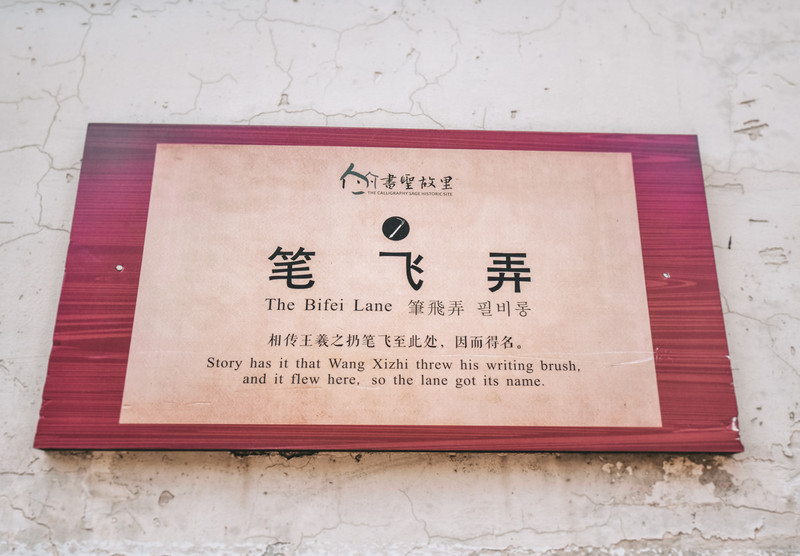 書聖故里
THE CALLIGRAPHY SAGE HISTORIC SITE
笔飞弄
The Bifei Lane 筆飛弄 필비롱
相传王羲之扔笔飞至此处，因而得名。
Story has it that Wang Xizhi threw his writing brush,
and it flew here, so the lane got its name.